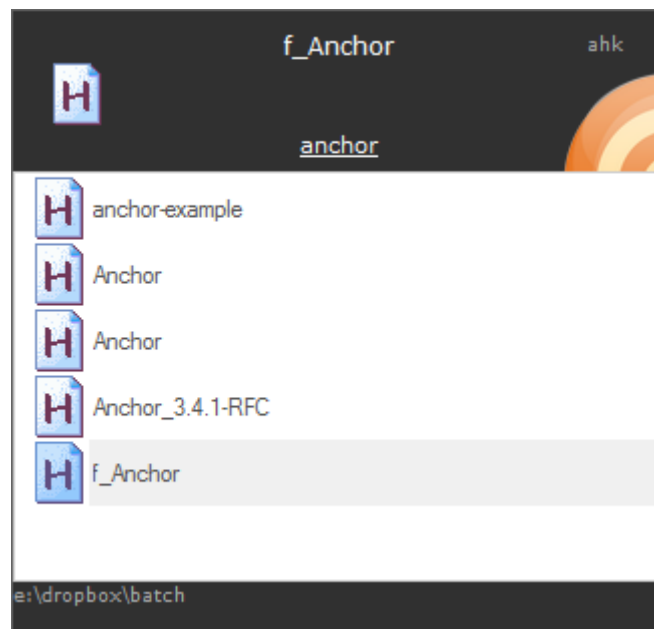 f_Anchor
ahk
anchor
anchor-example
Anchor
Anchor
Anchor_3.4.1-RFC
f_Anchor
e:\dropbox\batch